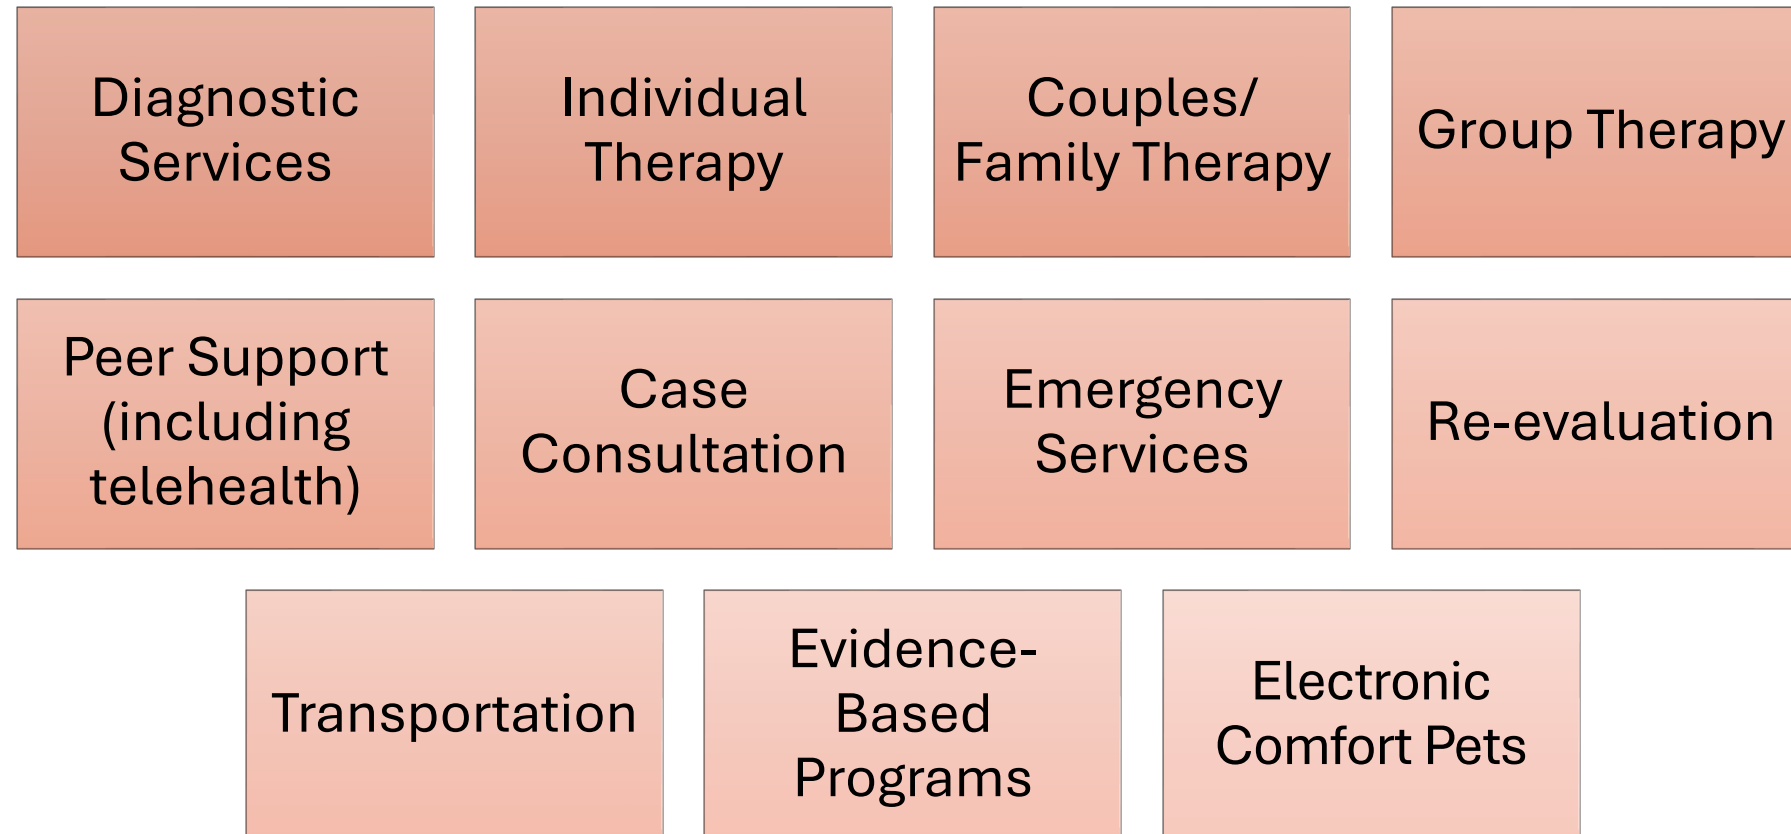 Diagnostic
Services
Individual
Therapy
Couples/
Family Therapy
Group Therapy
Peer Support
(including
telehealth)
Case
Consultation
Emergency
Services
Re-evaluation
Transportation
Evidence-
Based
Programs
Electronic
Comfort Pets